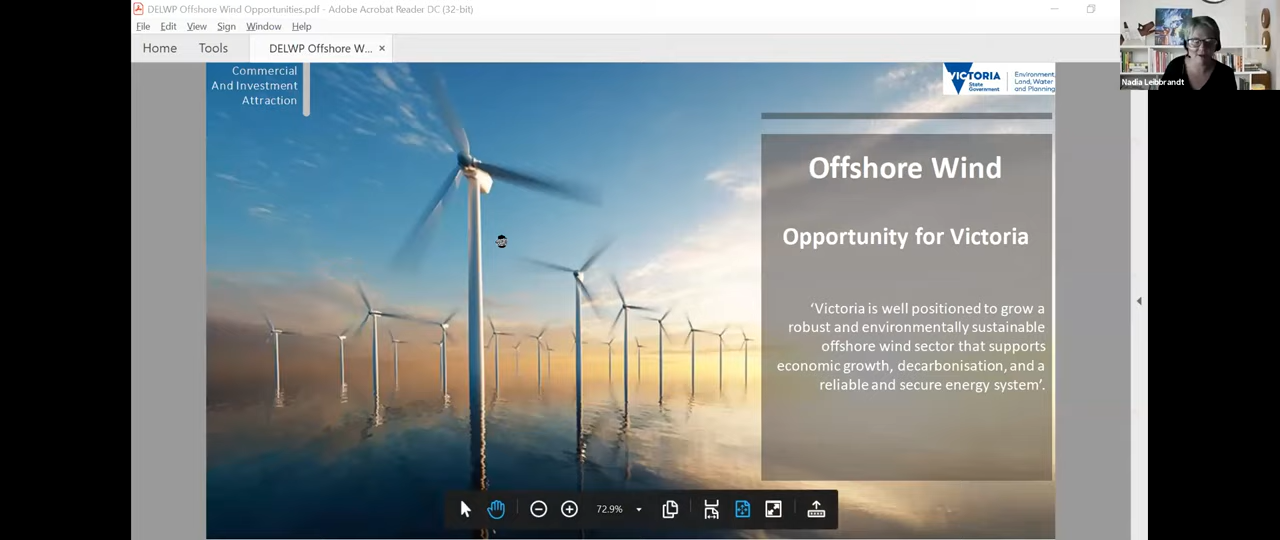 DELWP Offshore Wind Opportunities.pdf - Adobe Acrobat Reader DC (32-bit)
File Edit View Sign Window Help
Home Tools DELWP Offshore W... ×
Commercial
And Investment
Attraction
VICTORIA
State
Government
Environment,
Land, Water
and Planning
Nadia Leibbrandt
Offshore Wind
Opportunity for Victoria
‘Victoria is well positioned to grow a
robust and environmentally sustainable
offshore wind sector that supports
economic growth, decarbonisation, and a
reliable and secure energy system’.
72.9%